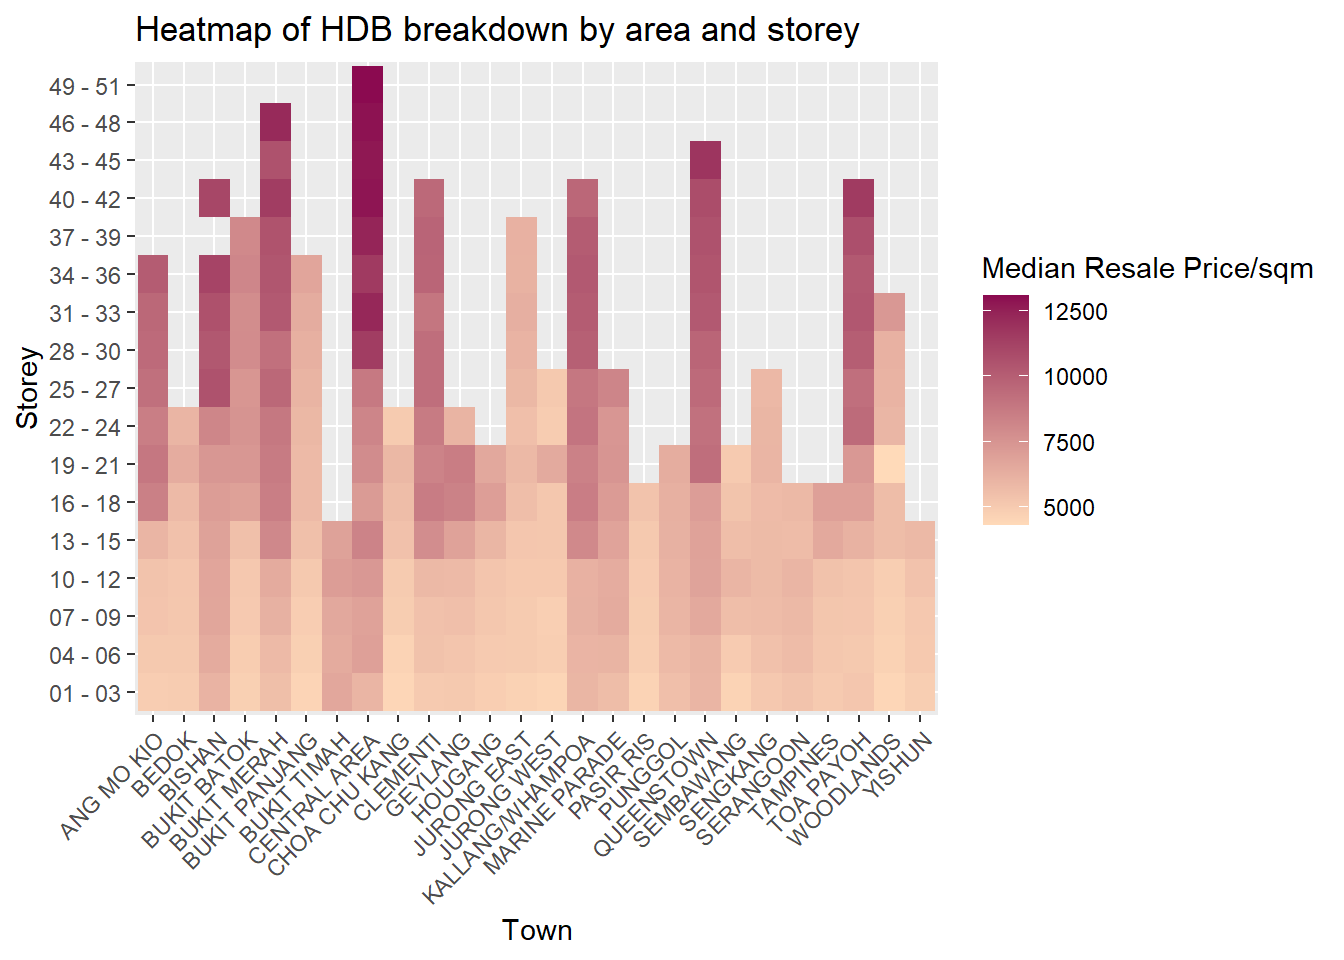 Heatmap of HDB breakdown by area and storey
49 - 51
46 - 48
43 - 45
40 - 42
37 - 39
34 - 36
31 - 33
28 - 30
25 - 27
22 - 24
19 - 21
16 - 18
13 - 15
10 - 12
07 - 09
04 - 06
01 - 03
Storey
ANG MO KIO
BEDOK
BISHAN
BUKIT BATOK
BUKIT MERAH
BUKIT PANJANG
BUKIT TIMAH
CENTRAL AREA
CHOA CHU KANG
CLEMENTI
GEYLANG
HOUGANG
JURONG EAST
JURONG WEST
KALLANG/WHAMPOA
MARINE PARADE
PASIR RIS
PUNGGOL
QUEENSTOWN
SEMBAWANG
SENGKANG
SERANGOON
TAMPINES
TOA PAYOH
WOODLANDS
YISHUN
Town
Median Resale Price/sqm
12500
10000
7500
5000